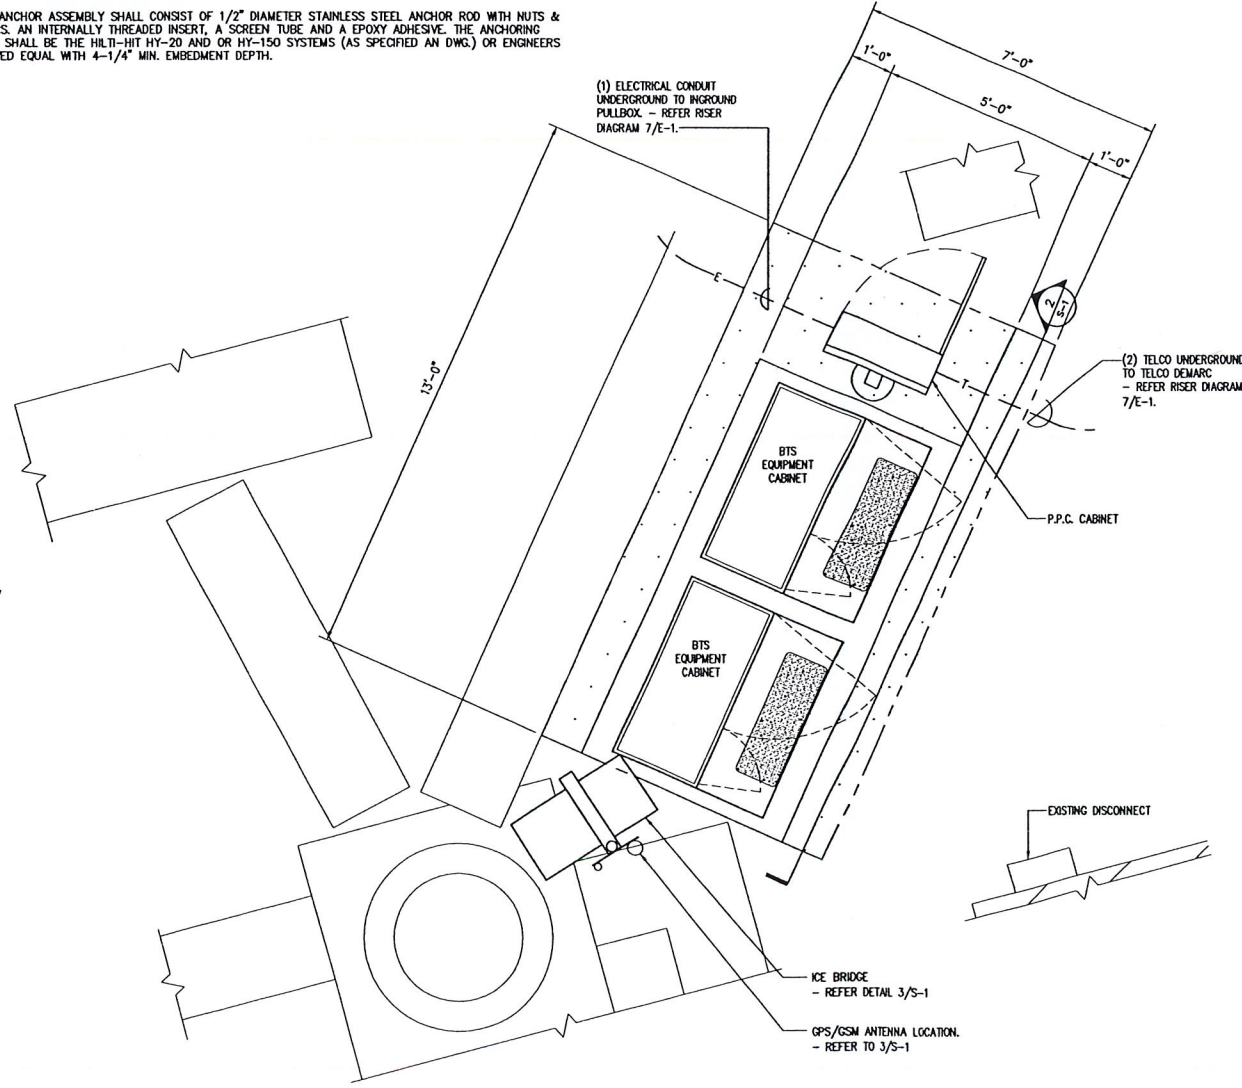 ANCHOR ASSEMBLY SHALL CONSIST OF 1/2" DIAMETER STAINLESS STEEL ANCHOR ROD WITH NUTS &
S. AN INTERNALLY THREADED INSERT, A SCREEN TUBE AND A EPOXY ADHESIVE. THE ANCHORING
SHALL BE THE HILTI-HIT HY-20 AND OR HY-150 SYSTEMS (AS SPECIFIED AN DWG.) OR ENGINEERS
ED EQUAL WITH 4-1/4" MIN. EMBEDMENT DEPTH.
7'-0"
1'-0"
5'-0"
1'-0"
(1) ELECTRICAL CONDUIT
UNDERGROUND TO INGROUND
PULLBOX. - REFER RISER
DIAGRAM 7/E-1.
E
2
S-1
13'-0"
(2) TELCO UNDERGROUND
TO TELCO DEMARC
- REFER RISER DIAGRAM
7/E-1.
T
BTS
EQUIPMENT
CABINET
P.P.C. CABINET
BTS
EQUIPMENT
CABINET
EXISTING DISCONNECT
ICE BRIDGE
- REFER DETAIL 3/S-1
GPS/GSM ANTENNA LOCATION.
- REFER TO 3/S-1